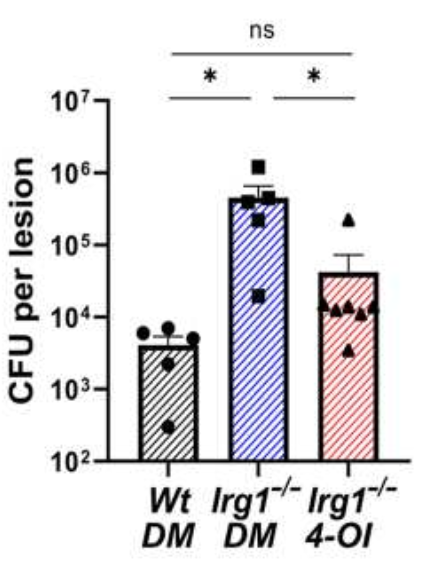 ns
* *
10⁷
10⁶
10⁵
10⁴
10³
10²
CFU per lesion
Wt Irg1⁻/⁻ Irg1⁻/⁻
DM DM 4-OI